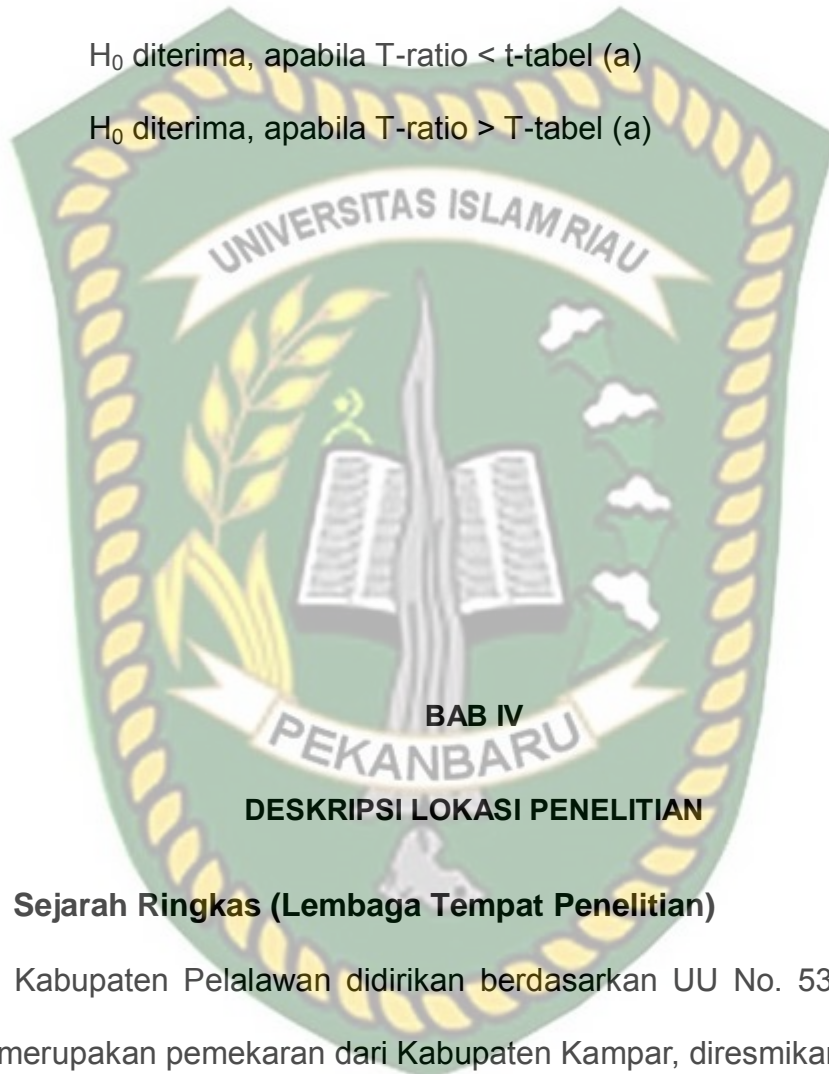 H₀ diterima, apabila T-ratio < t-tabel (a)
H₀ diterima, apabila T-ratio > T-tabel (a)
UNIVERSITAS ISLAM RIAU
BAB IV
PEKANBARU
DESKRIPSI LOKASI PENELITIAN
Sejarah Ringkas (Lembaga Tempat Penelitian)
Kabupaten Pelalawan didirikan berdasarkan UU No. 53
merupakan pemekaran dari Kabupaten Kampar, diresmikan